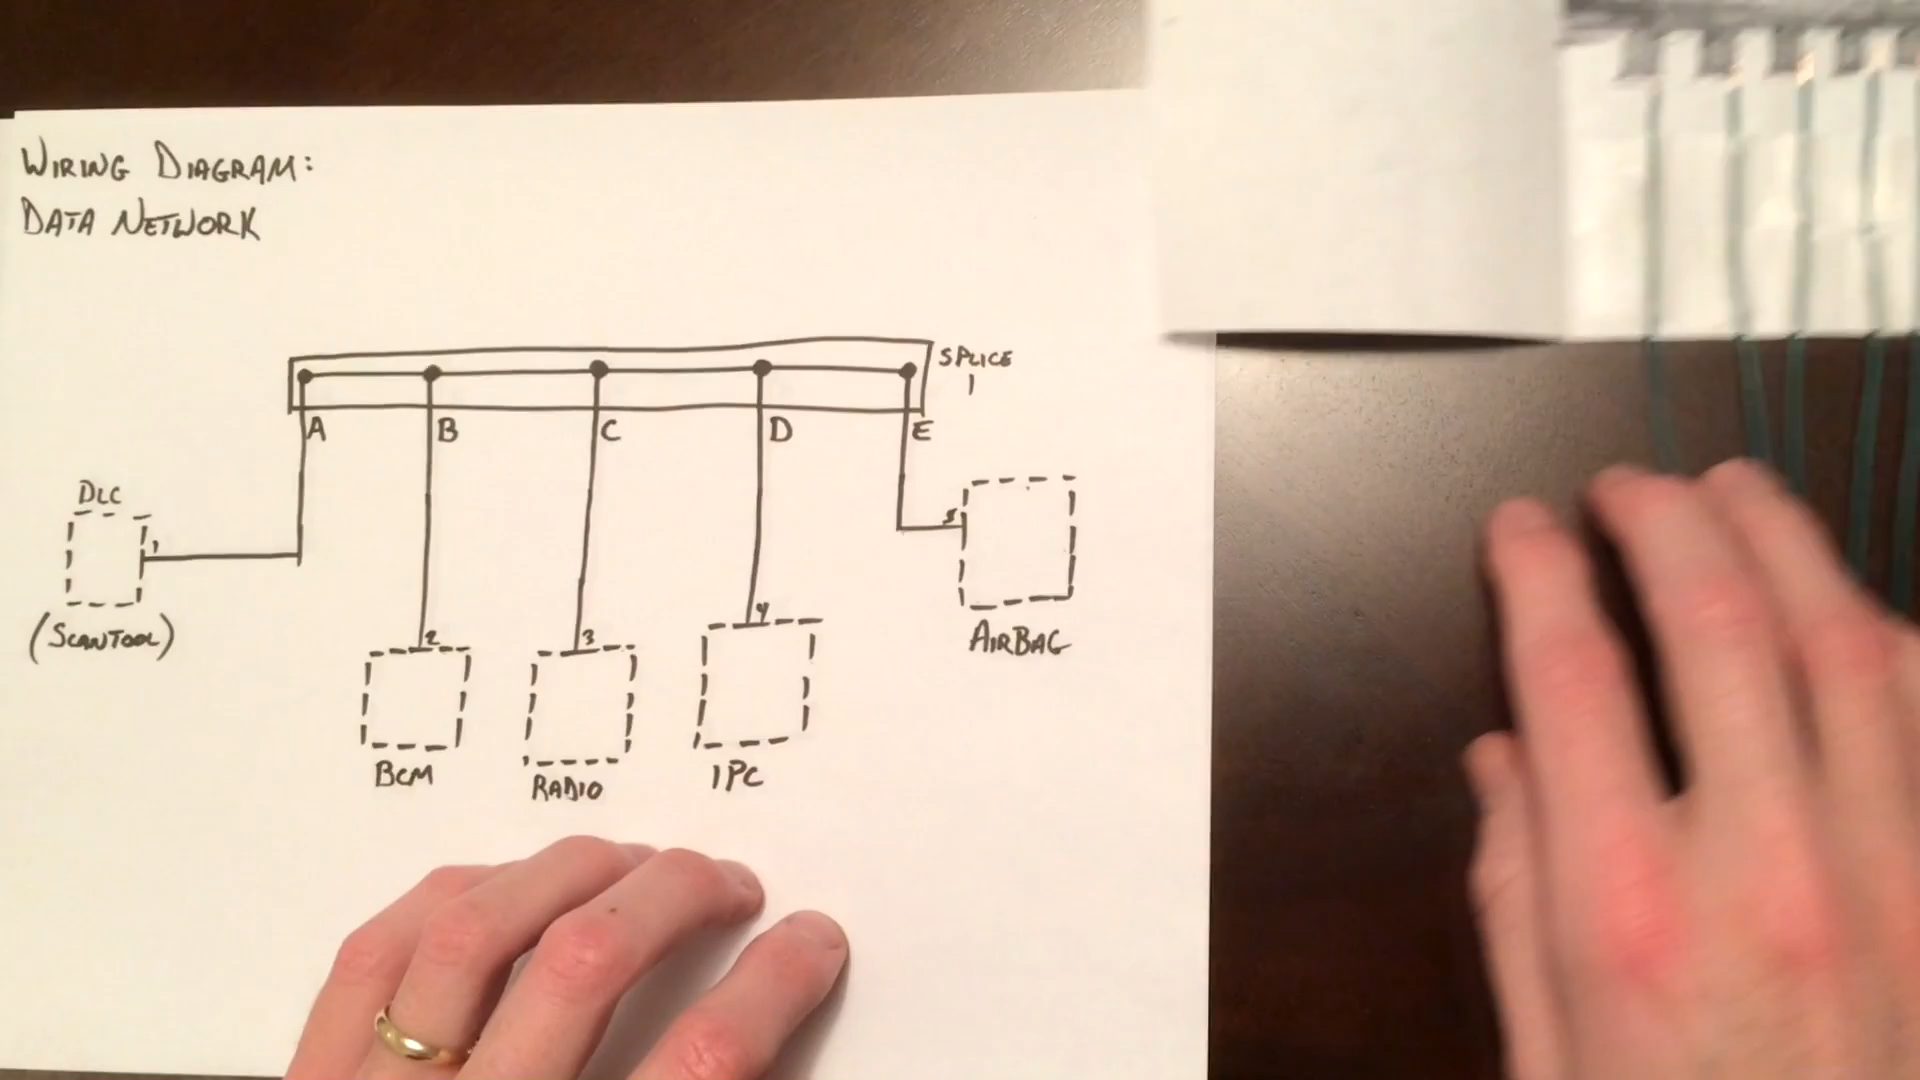 WIRING DIAGRAM:
DATA NETWORK
SPLICE
1
A B C D E
DLC
1
(SCANTOOL)
2
BCM
3
RADIO
4
IPC
5
AIRBAG